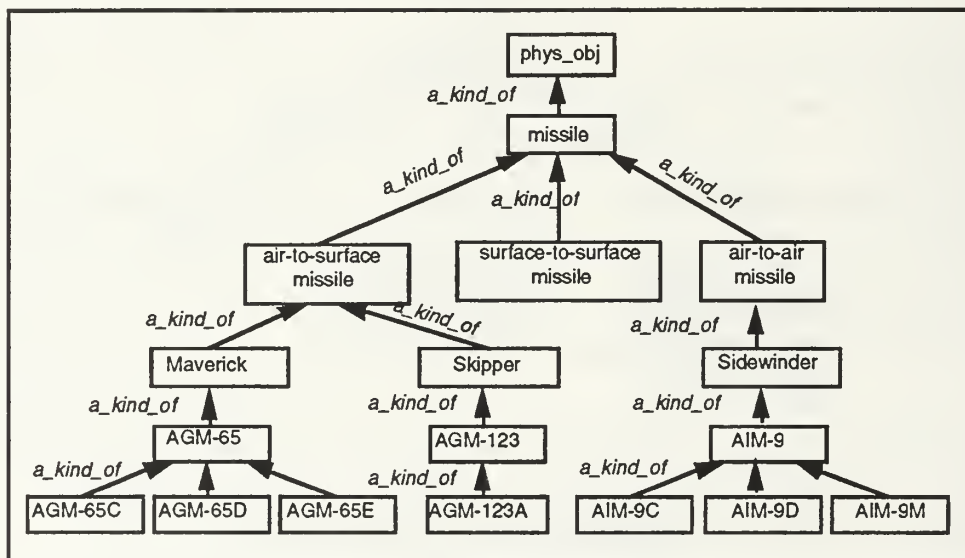 phys_obj
a_kind_of
missile
a_kind_of
a_kind_of
a_kind_of
air-to-surface
missile
surface-to-surface
missile
air-to-air
missile
a_kind_of
a_kind_of
a_kind_of
Maverick
Skipper
Sidewinder
a_kind_of
a_kind_of
a_kind_of
AGM-65
AGM-123
AIM-9
a_kind_of
a_kind_of
a_kind_of
AGM-65C
AGM-65D
AGM-65E
AGM-123A
AIM-9C
AIM-9D
AIM-9M